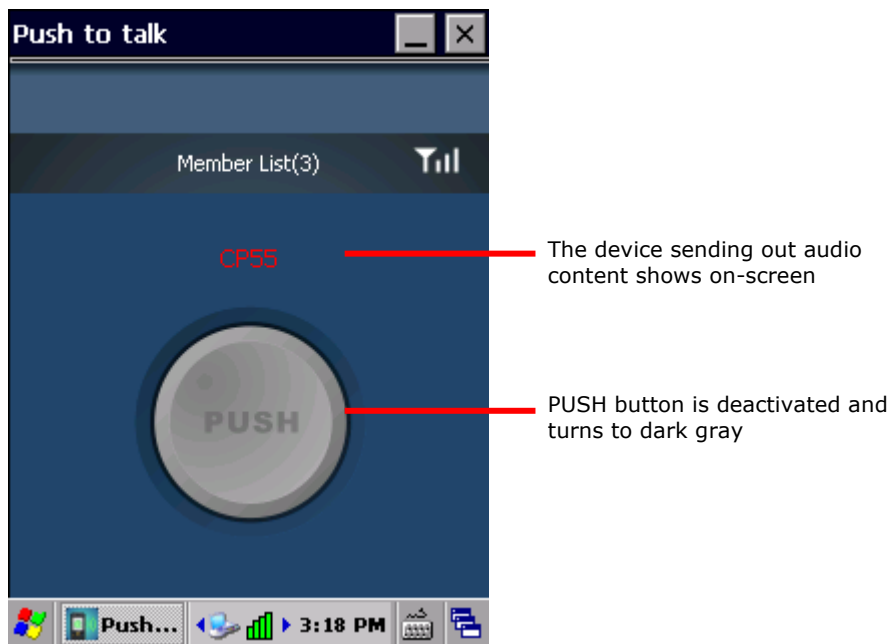 Push to talk
Member List(3)
CP55
The device sending out audio
content shows on-screen
PUSH
PUSH button is deactivated and
turns to dark gray
Push...
3:18 PM